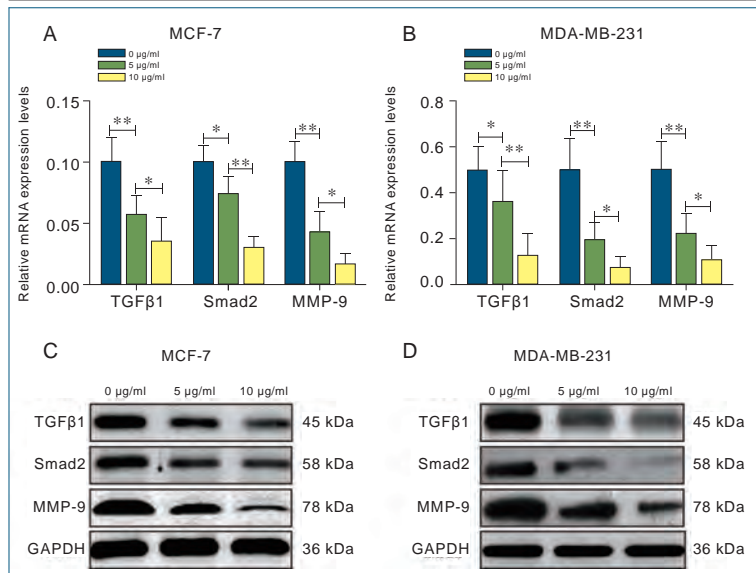 A
MCF-7
0 µg/ml
5 µg/ml
10 µg/ml
Relative mRNA expression levels
0.15
0.10
0.05
0.00
** * * ** ** *
TGFβ1 Smad2 MMP-9
B
MDA-MB-231
0 µg/ml
5 µg/ml
10 µg/ml
Relative mRNA expression levels
0.8
0.6
0.4
0.2
0.0
* ** ** * ** *
TGFβ1 Smad2 MMP-9
C
MCF-7
0 µg/ml 5 µg/ml 10 µg/ml
TGFβ1 45 kDa
Smad2 58 kDa
MMP-9 78 kDa
GAPDH 36 kDa
D
MDA-MB-231
0 µg/ml 5 µg/ml 10 µg/ml
TGFβ1 45 kDa
Smad2 58 kDa
MMP-9 78 kDa
GAPDH 36 kDa